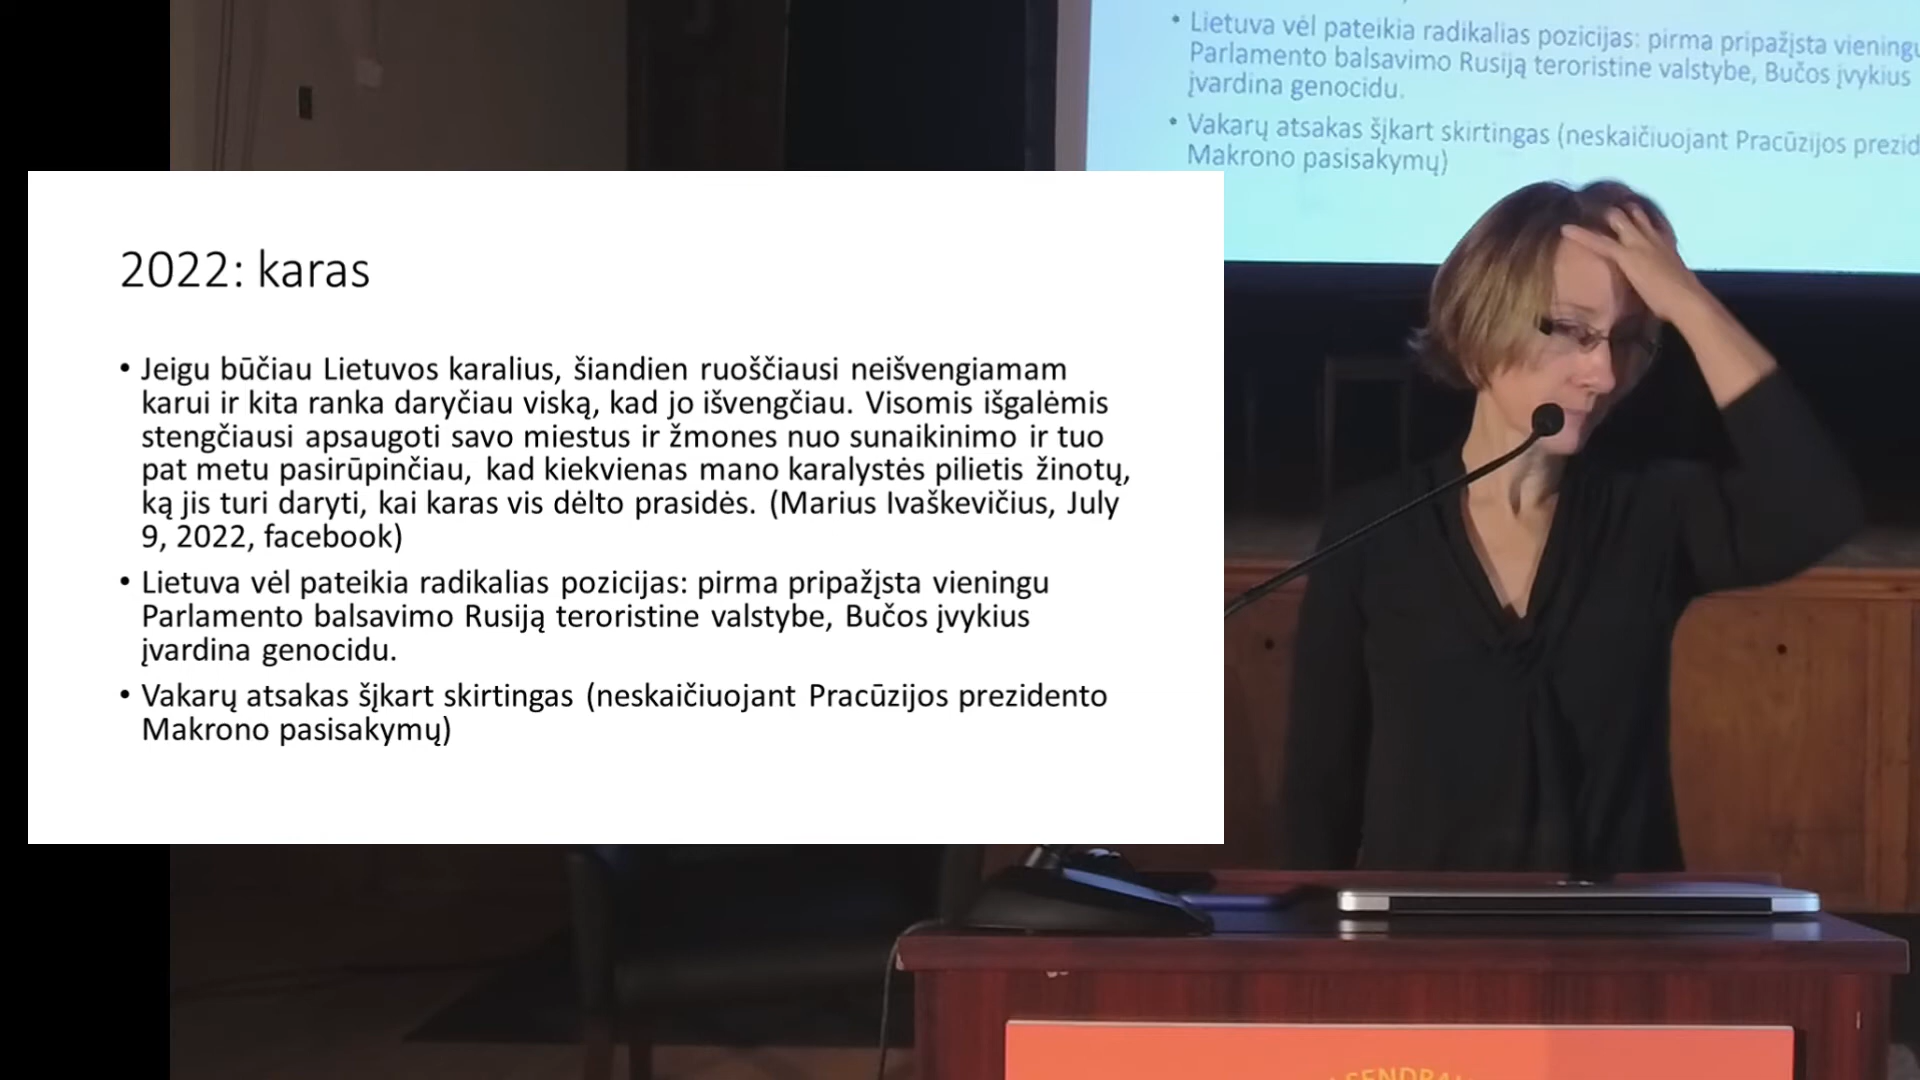 Lietuva vėl pateikia radikalias pozicijas: pirma pripažįsta vieningu
Parlamento balsavimo Rusiją teroristine valstybe, Bučos įvykius
įvardina genocidu.
Vakarų atsakas šįkart skirtingas (neskaičiuojant Pracūzijos
Makrono pasisakymų)
2022: karas
• Jeigu būčiau Lietuvos karalius, šiandien ruoščiausi neišvengiamam
karui ir kita ranka daryčiau viską, kad jo išvengčiau. Visomis išgalėmis
stengčiausi apsaugoti savo miestus ir žmones nuo sunaikinimo ir tuo
pat metu pasirūpinčiau, kad kiekvienas mano karalystės pilietis žinotų,
ką jis turi daryti, kai karas vis dėlto prasidės. (Marius Ivaškevičius, July
9, 2022, facebook)
• Lietuva vėl pateikia radikalias pozicijas: pirma pripažįsta vieningu
Parlamento balsavimo Rusiją teroristine valstybe, Bučos įvykius
įvardina genocidu.
• Vakarų atsakas šįkart skirtingas (neskaičiuojant Pracūzijos prezidento
Makrono pasisakymų)